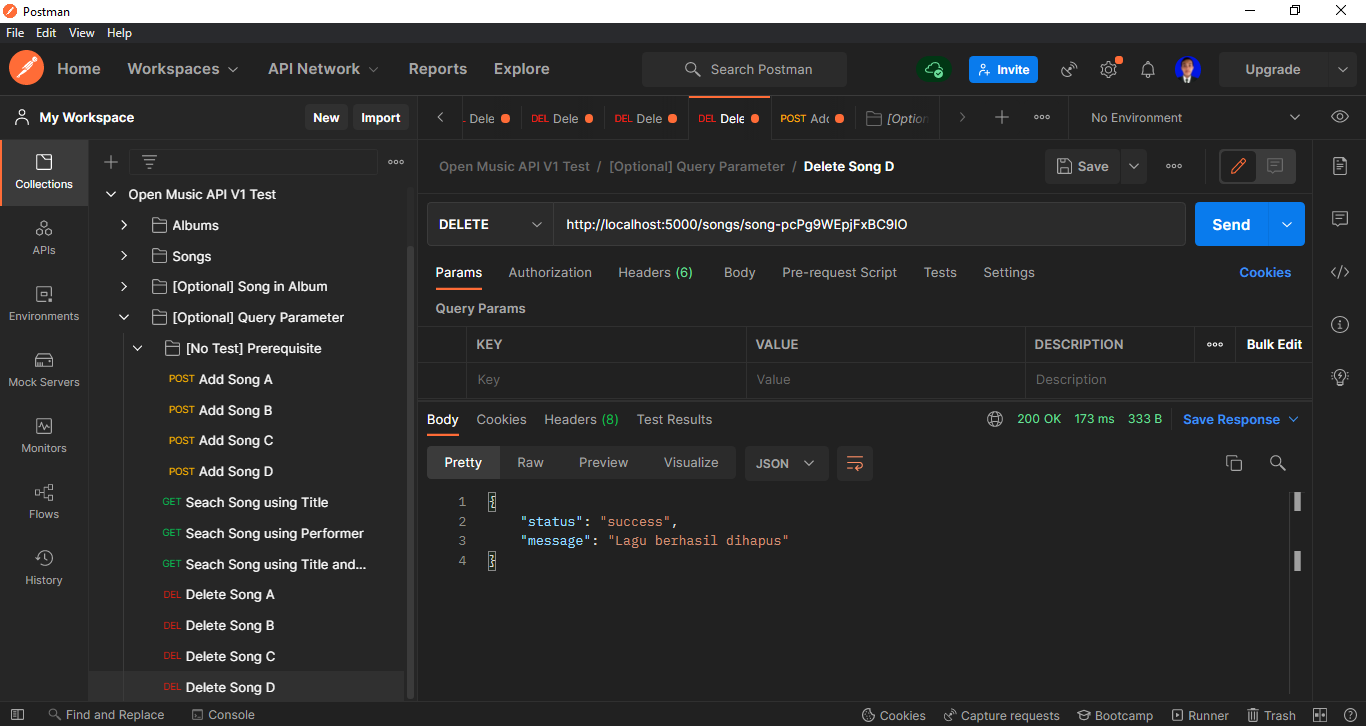 Postman
File Edit View Help
Home Workspaces API Network Reports Explore Search Postman Invite Upgrade
My Workspace New Import Dele DEL Dele DEL Dele DEL Dele POST Adc [Option No Environment
Collections
APIs
Environments
Mock Servers
Monitors
Flows
History
Open Music API V1 Test
Albums
Songs
[Optional] Song in Album
[Optional] Query Parameter
[No Test] Prerequisite
POST Add Song A
POST Add Song B
POST Add Song C
POST Add Song D
GET Seach Song using Title
GET Seach Song using Performer
GET Seach Song using Title and...
DEL Delete Song A
DEL Delete Song B
DEL Delete Song C
DEL Delete Song D
Open Music API V1 Test / [Optional] Query Parameter / Delete Song D Save
DELETE http://localhost:5000/songs/song-pcPg9WEpjFxBC9IO Send
Params Authorization Headers (6) Body Pre-request Script Tests Settings Cookies
Query Params
KEY VALUE DESCRIPTION Bulk Edit
Key Value Description
Body Cookies Headers (8) Test Results 200 OK 173 ms 333 B Save Response
Pretty Raw Preview Visualize JSON
1 {
2 "status": "success",
3 "message": "Lagu berhasil dihapus"
4 }
Find and Replace Console Cookies Capture requests Bootcamp Runner Trash